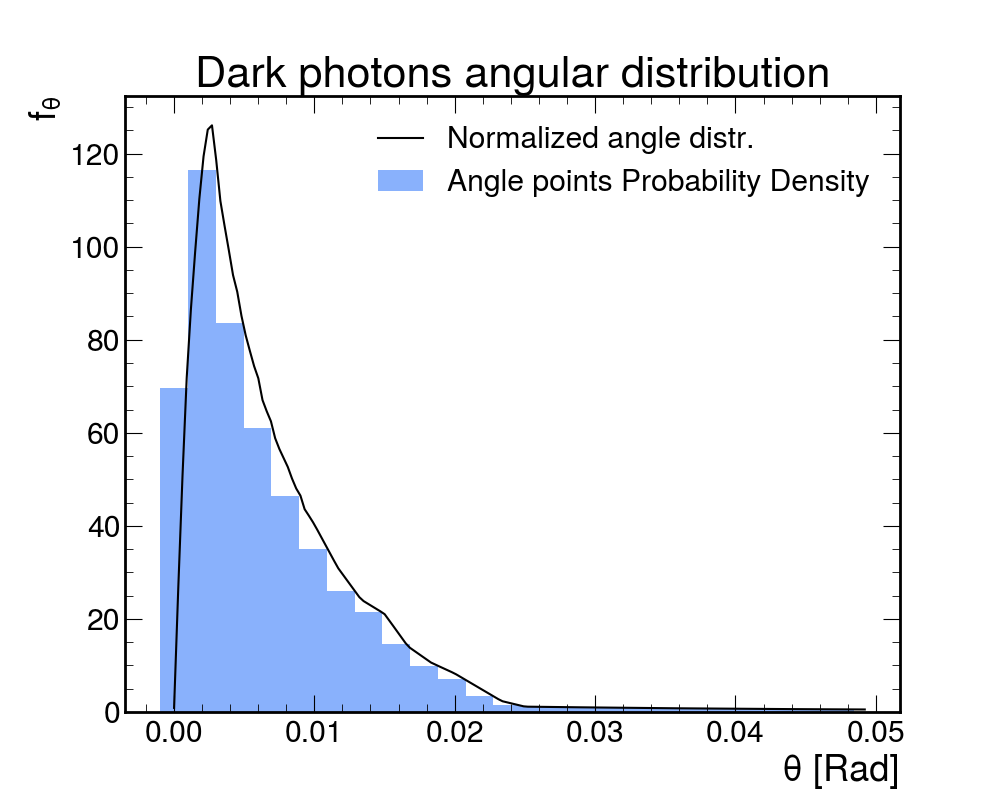 Dark photons angular distribution
fθ
Normalized angle distr.
Angle points Probability Density
120
100
80
60
40
20
0
0.00 0.01 0.02 0.03 0.04 0.05
θ [Rad]